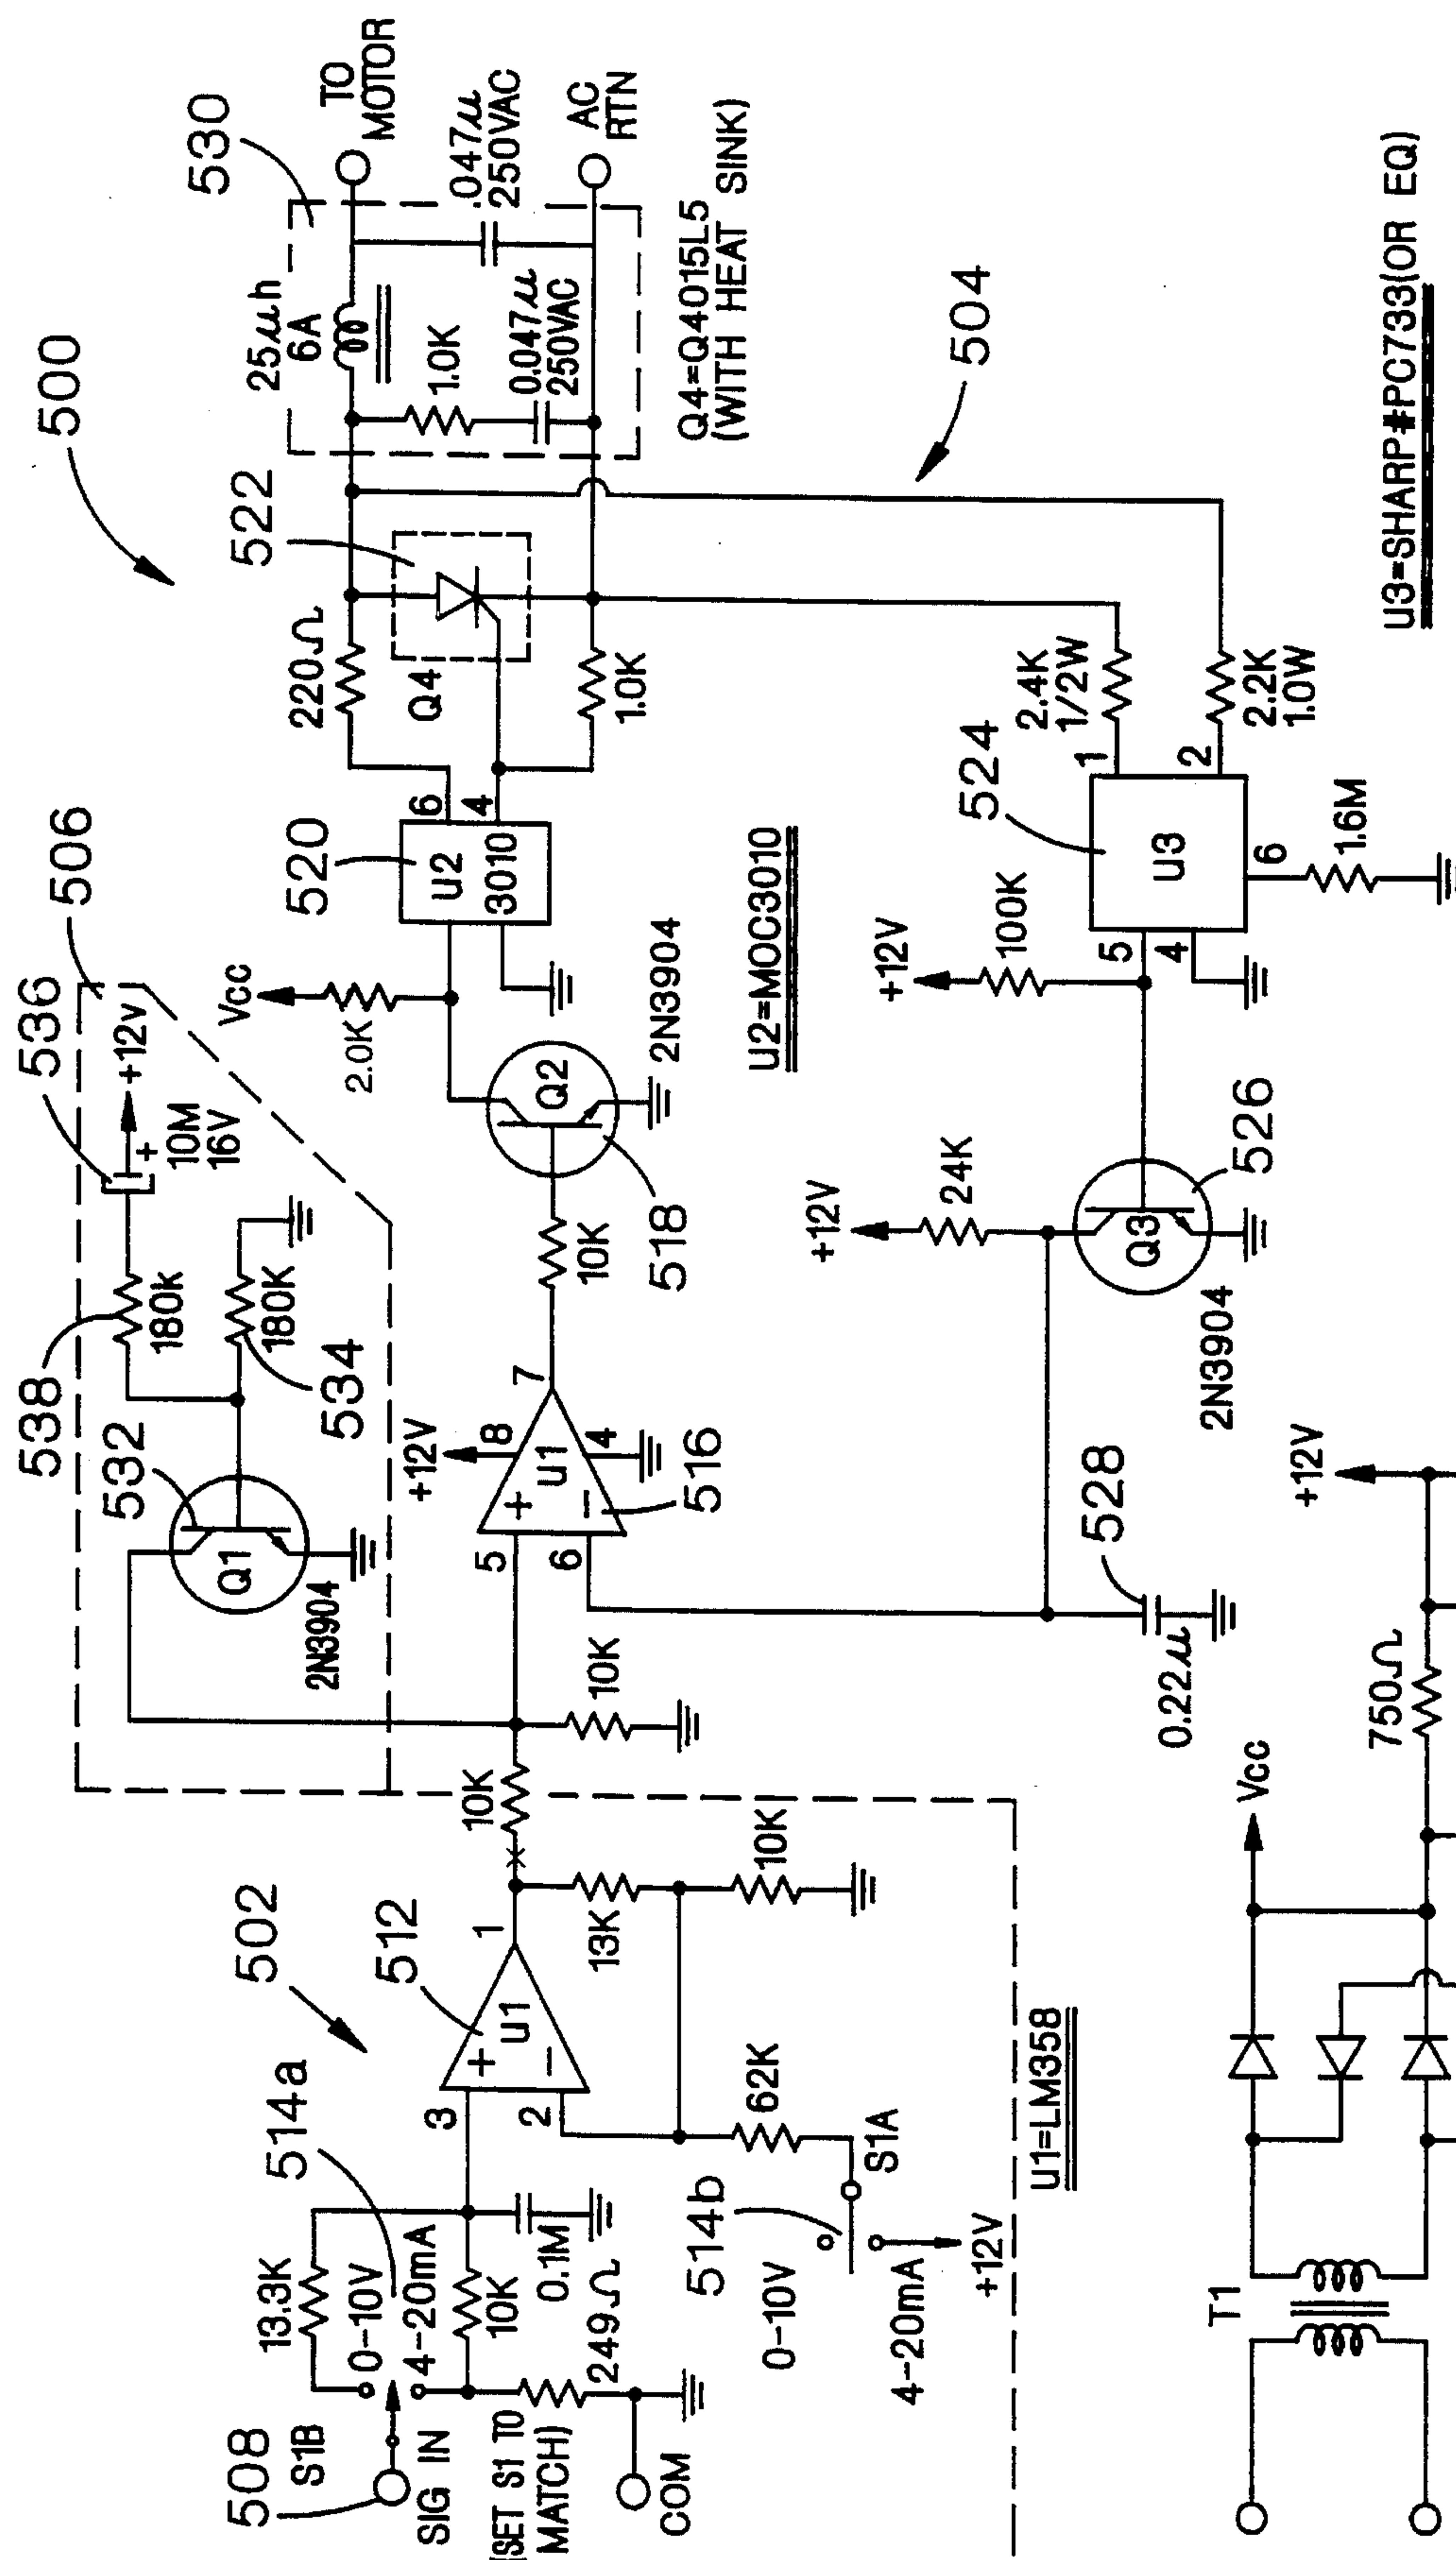 500
530
TO
MOTOR
25μh
6A
.047μ
250VAC
AC
RTN
1.0K
0.047μ
250VAC
Q4=Q4015L5
(WITH HEAT SINK)
504
522
220Ω
Q4
1.0K
506
520
u2
3010
6
4
Vcc
2.0K
536
+12v
+
10M
16V
538
180K
180K
534
532
Q1
2N3904
Q2
2N3904
518
10K
u2=MOC3010
524
u3
1
2
5
4
6
2.4K
1/2W
2.2K
1.0W
1.6M
+12V
100K
u3=SHARP#PC733(OR EQ)
+12V
24K
Q3
526
2N3904
+12V
8
7
u1
4
+
−
5
6
516
528
0.22μ
10K
10K
502
512
1
u1
+
−
3
2
13K
10K
62K
S1A
514a
514b
13.3K
0-10V
4-20mA
10K
0.1M
249Ω
0-10V
4-20mA
+12V
508
S1B
SIG IN
(SET S1 TO
MATCH)
COM
u1=LM358
+12V
750Ω
Vcc
T1